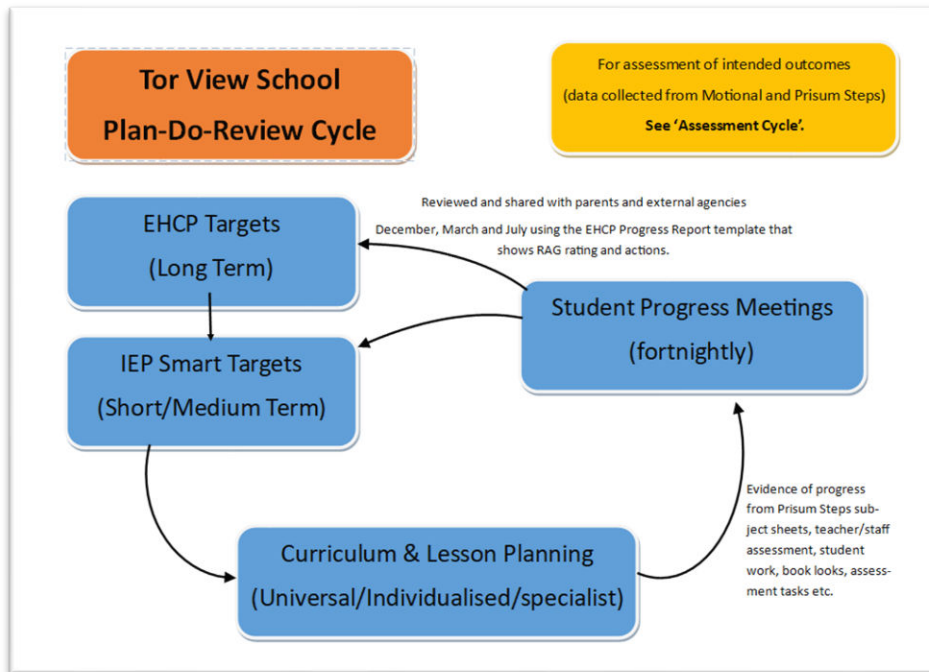 Tor View School
Plan-Do-Review Cycle
For assessment of intended outcomes
(data collected from Motional and Prisum Steps)
See ‘Assessment Cycle’.
EHCP Targets
(Long Term)
Reviewed and shared with parents and external agencies
December, March and July using the EHCP Progress Report template that
shows RAG rating and actions.
Student Progress Meetings
(fortnightly)
IEP Smart Targets
(Short/Medium Term)
Evidence of progress
from Prisum Steps sub-
ject sheets, teacher/staff
assessment, student
work, book looks, assess-
ment tasks etc.
Curriculum & Lesson Planning
(Universal/Individualised/specialist)